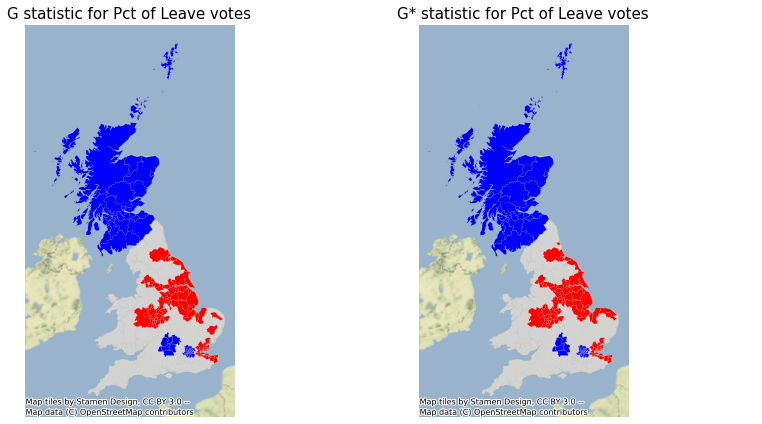 G statistic for Pct of Leave votes
G* statistic for Pct of Leave votes
Map tiles by Stamen Design, CC BY 3.0 --
Map data (C) OpenStreetMap contributors
Map tiles by Stamen Design, CC BY 3.0 --
Map data (C) OpenStreetMap contributors